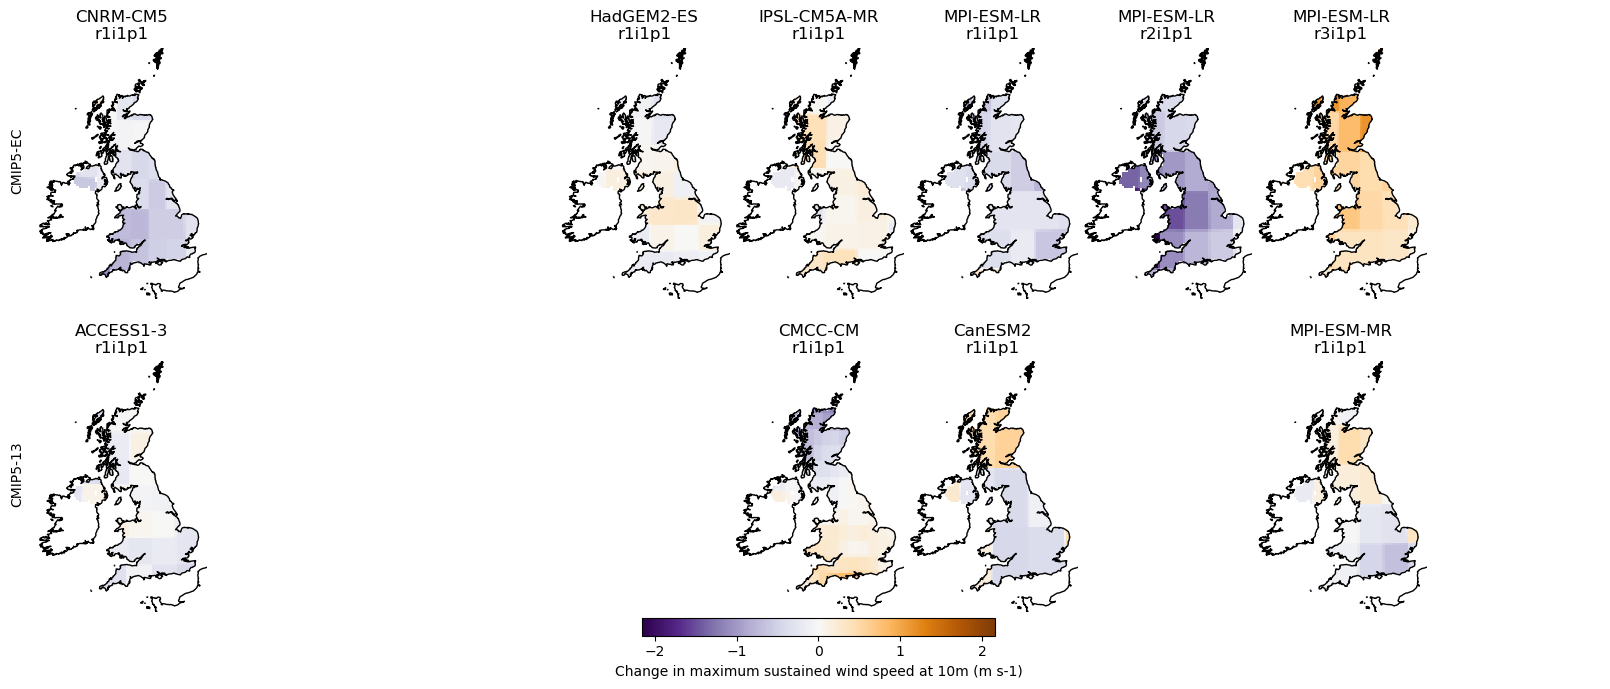 CNRM-CM5
r1i1p1
HadGEM2-ES
r1i1p1
IPSL-CM5A-MR
r1i1p1
MPI-ESM-LR
r1i1p1
MPI-ESM-LR
r2i1p1
MPI-ESM-LR
r3i1p1
CMIP5-EC
ACCESS1-3
r1i1p1
CMCC-CM
r1i1p1
CanESM2
r1i1p1
MPI-ESM-MR
r1i1p1
CMIP5-13
−2 −1 0 1 2
Change in maximum sustained wind speed at 10m (m s-1)